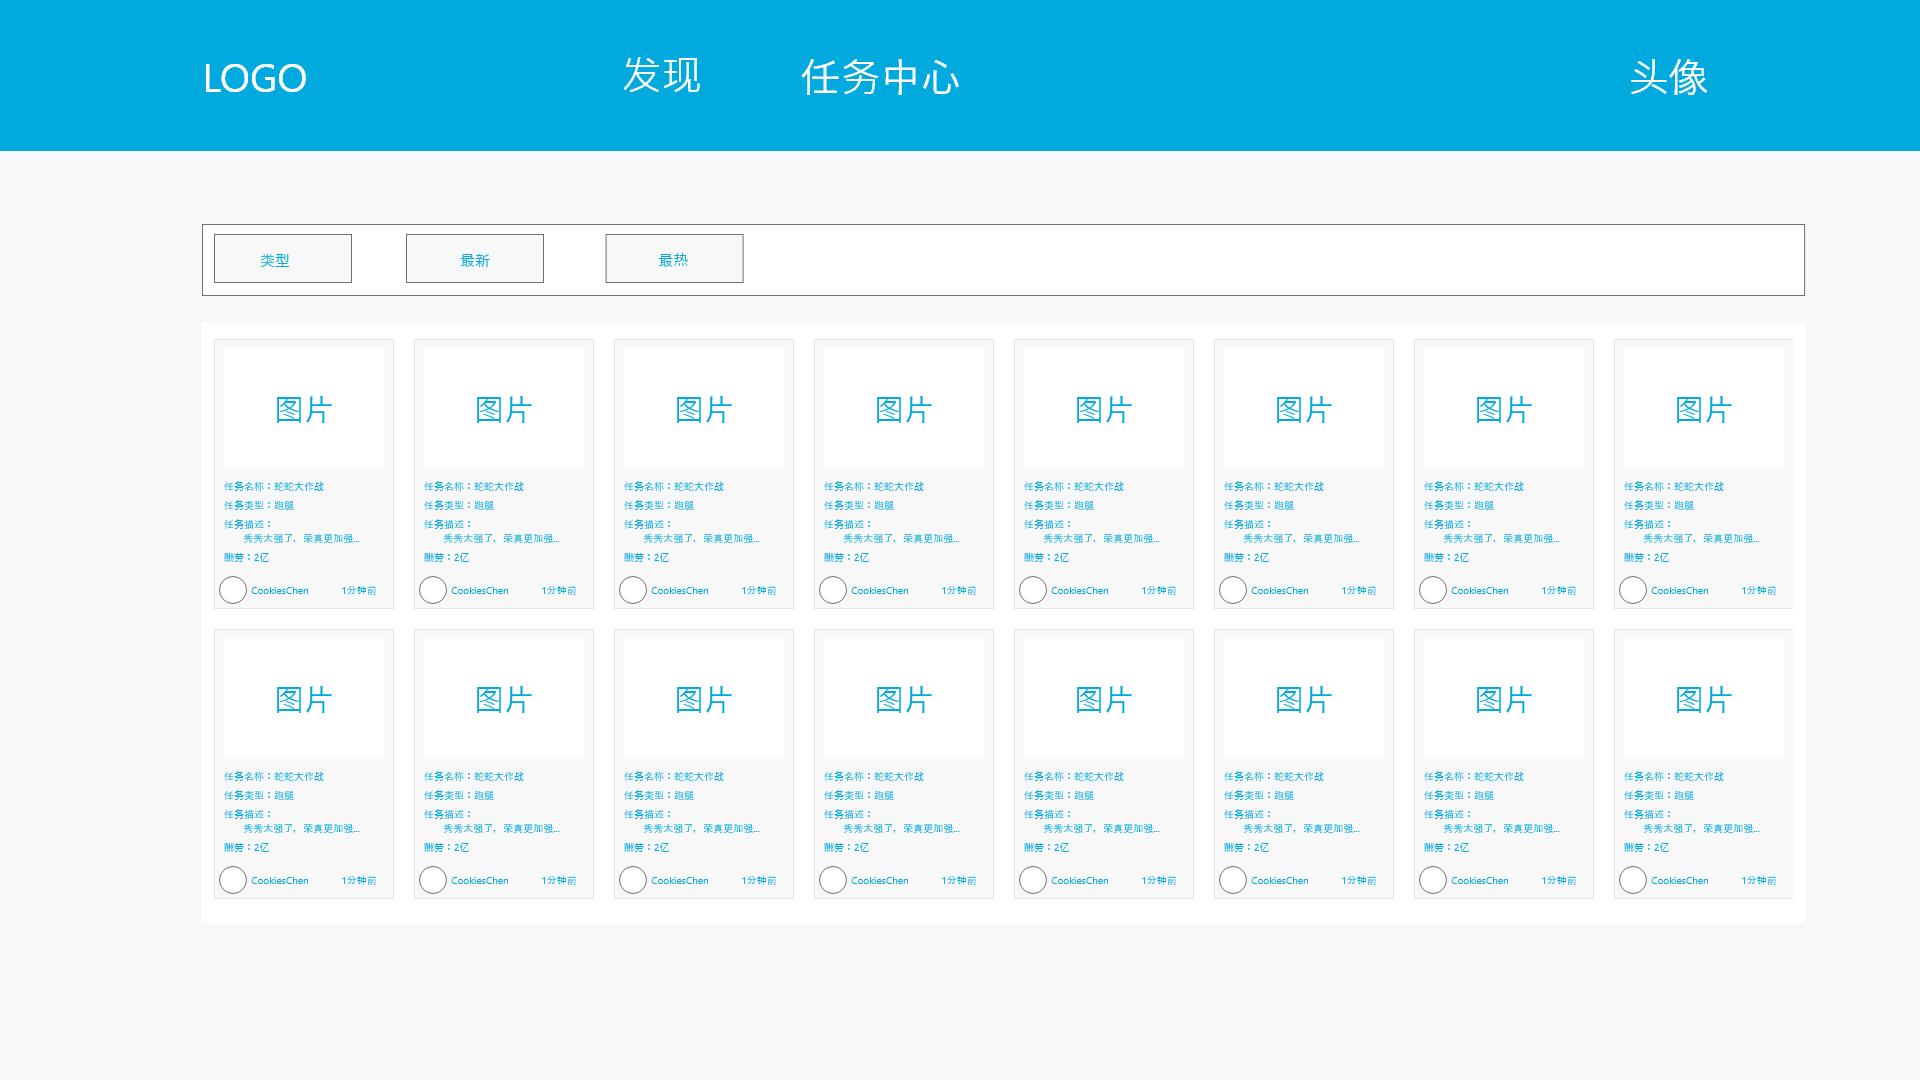 LOGO 发现 任务中心 头像
类型 最新 最热
图片 图片 图片 图片 图片 图片 图片 图片
任务名称：蛇蛇大作战 任务名称：蛇蛇大作战 任务名称：蛇蛇大作战 任务名称：蛇蛇大作战 任务名称：蛇蛇大作战 任务名称：蛇蛇大作战 任务名称：蛇蛇大作战 任务名称：蛇蛇大作战
任务类型：跑腿 任务类型：跑腿 任务类型：跑腿 任务类型：跑腿 任务类型：跑腿 任务类型：跑腿 任务类型：跑腿 任务类型：跑腿
任务描述： 任务描述： 任务描述： 任务描述： 任务描述： 任务描述： 任务描述： 任务描述：
秀秀太强了，荣真更加强... 秀秀太强了，荣真更加强... 秀秀太强了，荣真更加强... 秀秀太强了，荣真更加强... 秀秀太强了，荣真更加强... 秀秀太强了，荣真更加强... 秀秀太强了，荣真更加强... 秀秀太强了，荣真更加强...
酬劳：2亿 酬劳：2亿 酬劳：2亿 酬劳：2亿 酬劳：2亿 酬劳：2亿 酬劳：2亿 酬劳：2亿
CookiesChen 1分钟前 CookiesChen 1分钟前 CookiesChen 1分钟前 CookiesChen 1分钟前 CookiesChen 1分钟前 CookiesChen 1分钟前 CookiesChen 1分钟前 CookiesChen 1分钟前
图片 图片 图片 图片 图片 图片 图片 图片
任务名称：蛇蛇大作战 任务名称：蛇蛇大作战 任务名称：蛇蛇大作战 任务名称：蛇蛇大作战 任务名称：蛇蛇大作战 任务名称：蛇蛇大作战 任务名称：蛇蛇大作战 任务名称：蛇蛇大作战
任务类型：跑腿 任务类型：跑腿 任务类型：跑腿 任务类型：跑腿 任务类型：跑腿 任务类型：跑腿 任务类型：跑腿 任务类型：跑腿
任务描述： 任务描述： 任务描述： 任务描述： 任务描述： 任务描述： 任务描述： 任务描述：
秀秀太强了，荣真更加强... 秀秀太强了，荣真更加强... 秀秀太强了，荣真更加强... 秀秀太强了，荣真更加强... 秀秀太强了，荣真更加强... 秀秀太强了，荣真更加强... 秀秀太强了，荣真更加强... 秀秀太强了，荣真更加强...
酬劳：2亿 酬劳：2亿 酬劳：2亿 酬劳：2亿 酬劳：2亿 酬劳：2亿 酬劳：2亿 酬劳：2亿
CookiesChen 1分钟前 CookiesChen 1分钟前 CookiesChen 1分钟前 CookiesChen 1分钟前 CookiesChen 1分钟前 CookiesChen 1分钟前 CookiesChen 1分钟前 CookiesChen 1分钟前